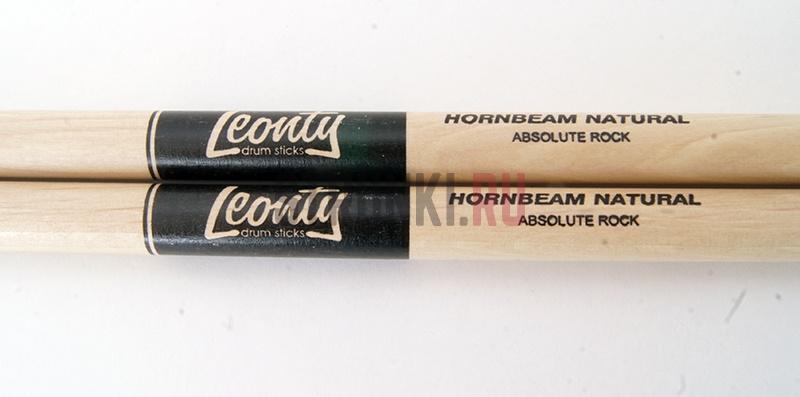 Leonty
drum sticks
HORNBEAM NATURAL
ABSOLUTE ROCK
Leonty
drum sticks
HORNBEAM NATURAL
ABSOLUTE ROCK